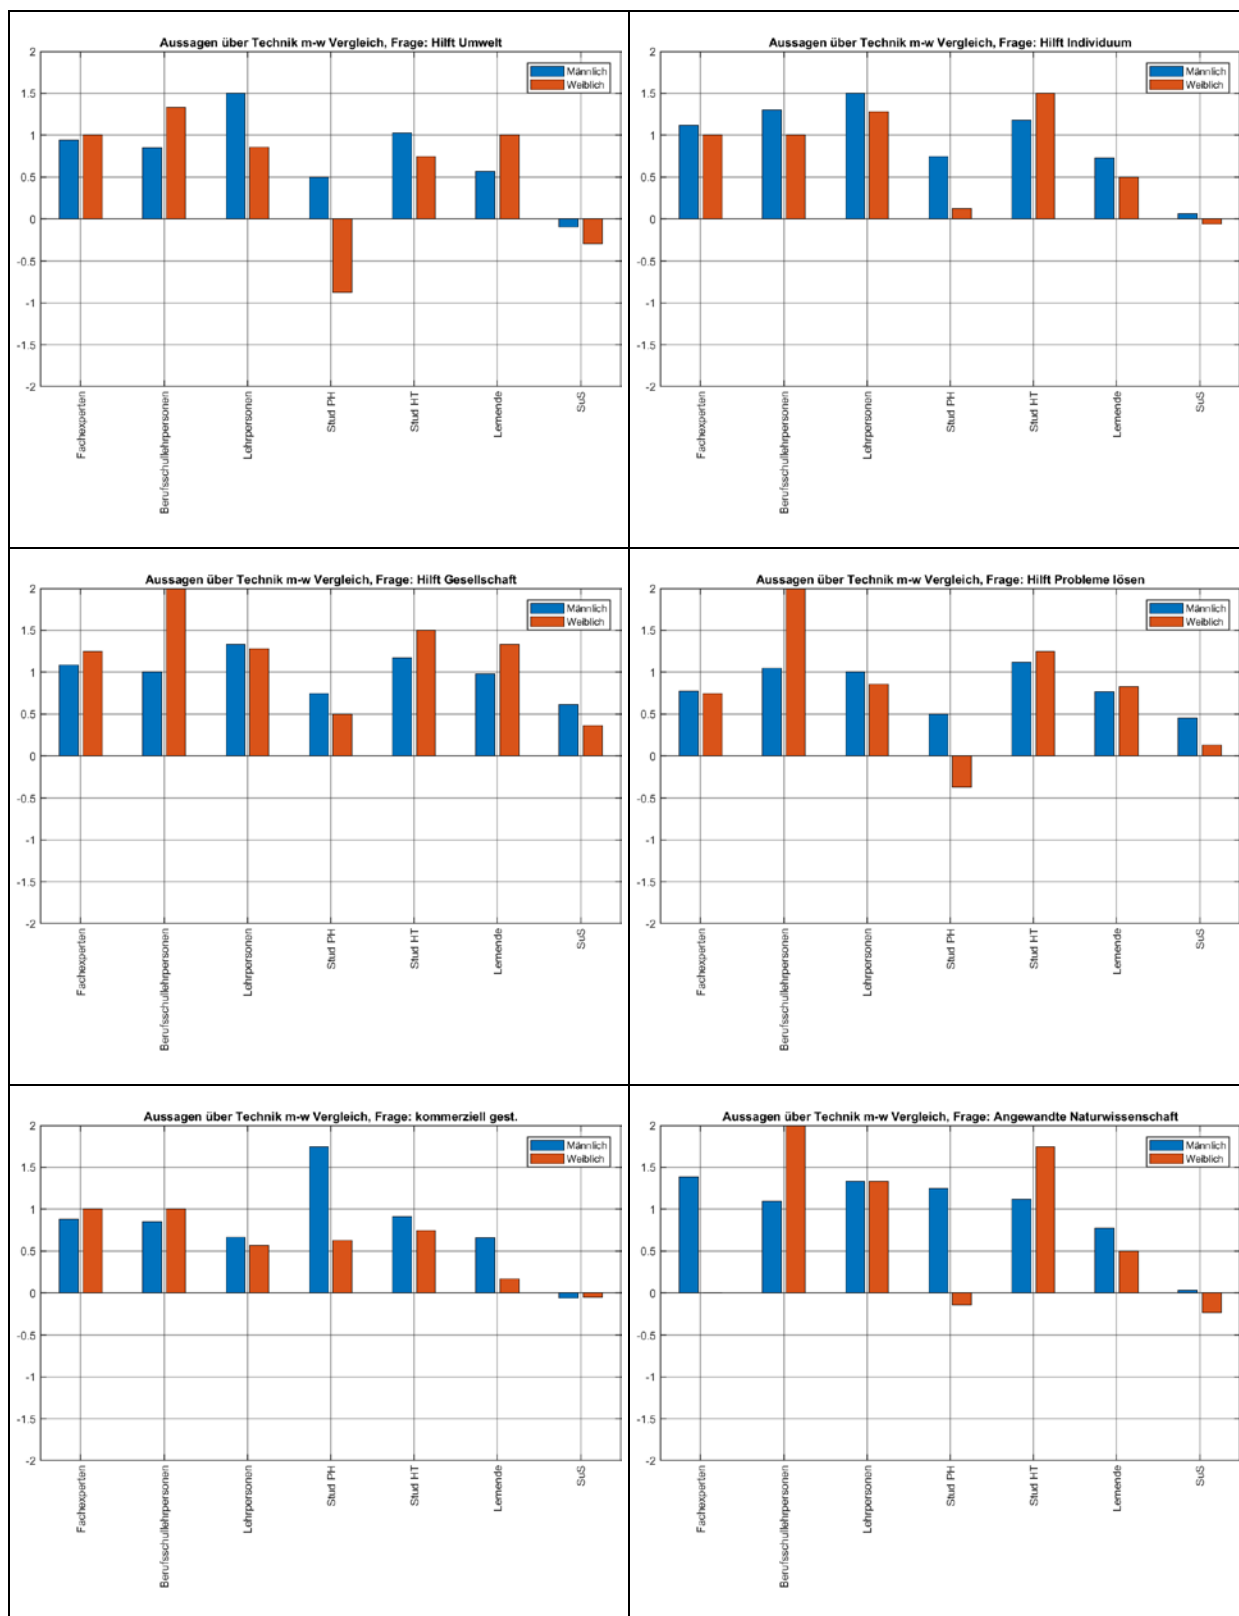 Aussagen über Technik m-w Vergleich, Frage: Hilft Umwelt
Männlich
Weiblich
2
1.5
1
0.5
0
-0.5
-1
-1.5
-2
Fachexperten
Berufsschullehrpersonen
Lehrpersonen
Stud PH
Stud HT
Lernende
SuS
Aussagen über Technik m-w Vergleich, Frage: Hilft Individuum
Männlich
Weiblich
2
1.5
1
0.5
0
-0.5
-1
-1.5
-2
Fachexperten
Berufsschullehrpersonen
Lehrpersonen
Stud PH
Stud HT
Lernende
SuS
Aussagen über Technik m-w Vergleich, Frage: Hilft Gesellschaft
Männlich
Weiblich
2
1.5
1
0.5
0
-0.5
-1
-1.5
-2
Fachexperten
Berufsschullehrpersonen
Lehrpersonen
Stud PH
Stud HT
Lernende
SuS
Aussagen über Technik m-w Vergleich, Frage: Hilft Probleme lösen
Männlich
Weiblich
2
1.5
1
0.5
0
-0.5
-1
-1.5
-2
Fachexperten
Berufsschullehrpersonen
Lehrpersonen
Stud PH
Stud HT
Lernende
SuS
Aussagen über Technik m-w Vergleich, Frage: kommerziell gest.
Männlich
Weiblich
2
1.5
1
0.5
0
-0.5
-1
-1.5
-2
Fachexperten
Berufsschullehrpersonen
Lehrpersonen
Stud PH
Stud HT
Lernende
SuS
Aussagen über Technik m-w Vergleich, Frage: Angewandte Naturwissenschaft
Männlich
Weiblich
2
1.5
1
0.5
0
-0.5
-1
-1.5
-2
Fachexperten
Berufsschullehrpersonen
Lehrpersonen
Stud PH
Stud HT
Lernende
SuS